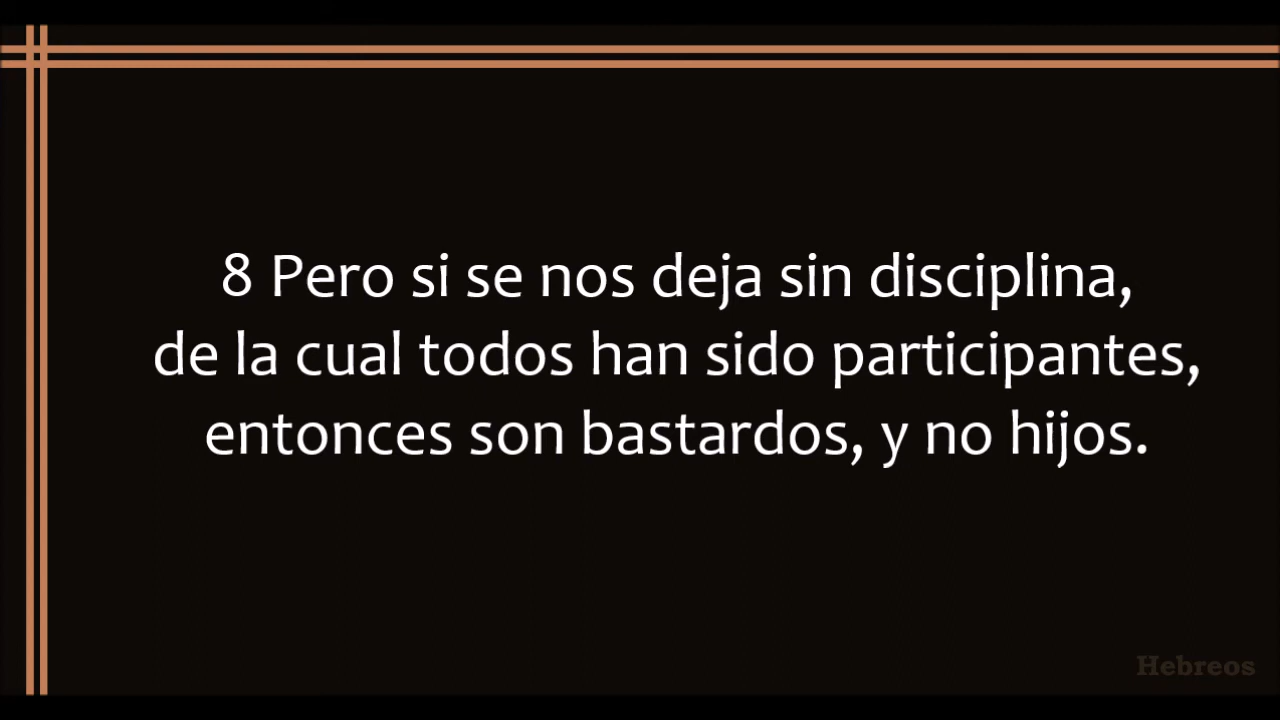 8 Pero si se nos deja sin disciplina,
de la cual todos han sido participantes,
entonces son bastardos, y no hijos.
Hebreos